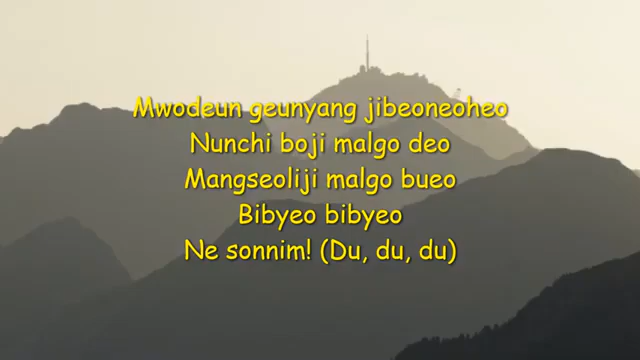 Mwodeun geunyang jibeoneoheo
Nunchi boji malgo deo
Mangseoliji malgo bueo
Bibyeo bibyeo
Ne sonnim! (Du, du, du)